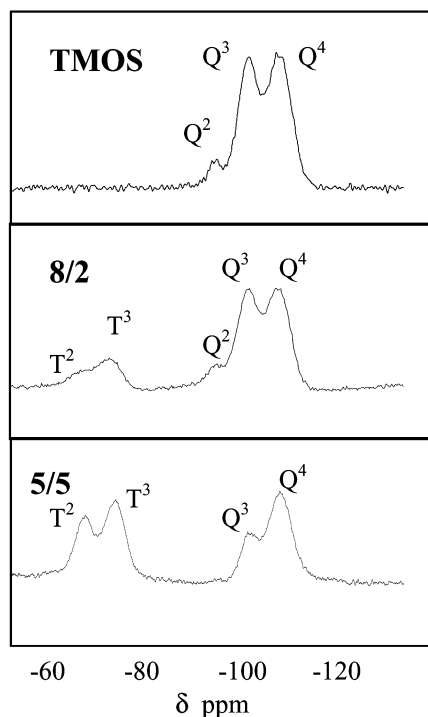 TMOS
Q³ Q⁴
Q²
8/2
Q³ Q⁴
T³
Q²
T²
5/5
Q⁴
T² T³
Q³
-60 -80 -100 -120
δ ppm